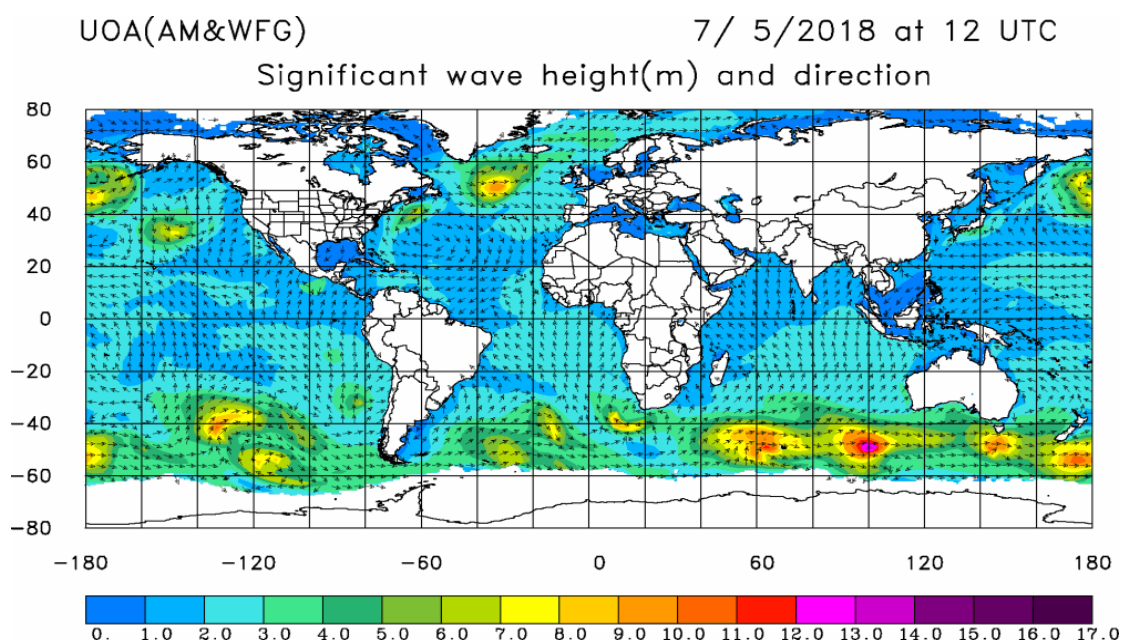 UOA(AM&WFG) 7/ 5/2018 at 12 UTC
Significant wave height(m) and direction
80
60
40
20
0
−20
−40
−60
−80
−180 −120 −60 0 60 120 180
0. 1.0 2.0 3.0 4.0 5.0 6.0 7.0 8.0 9.0 10.0 11.0 12.0 13.0 14.0 15.0 16.0 17.0